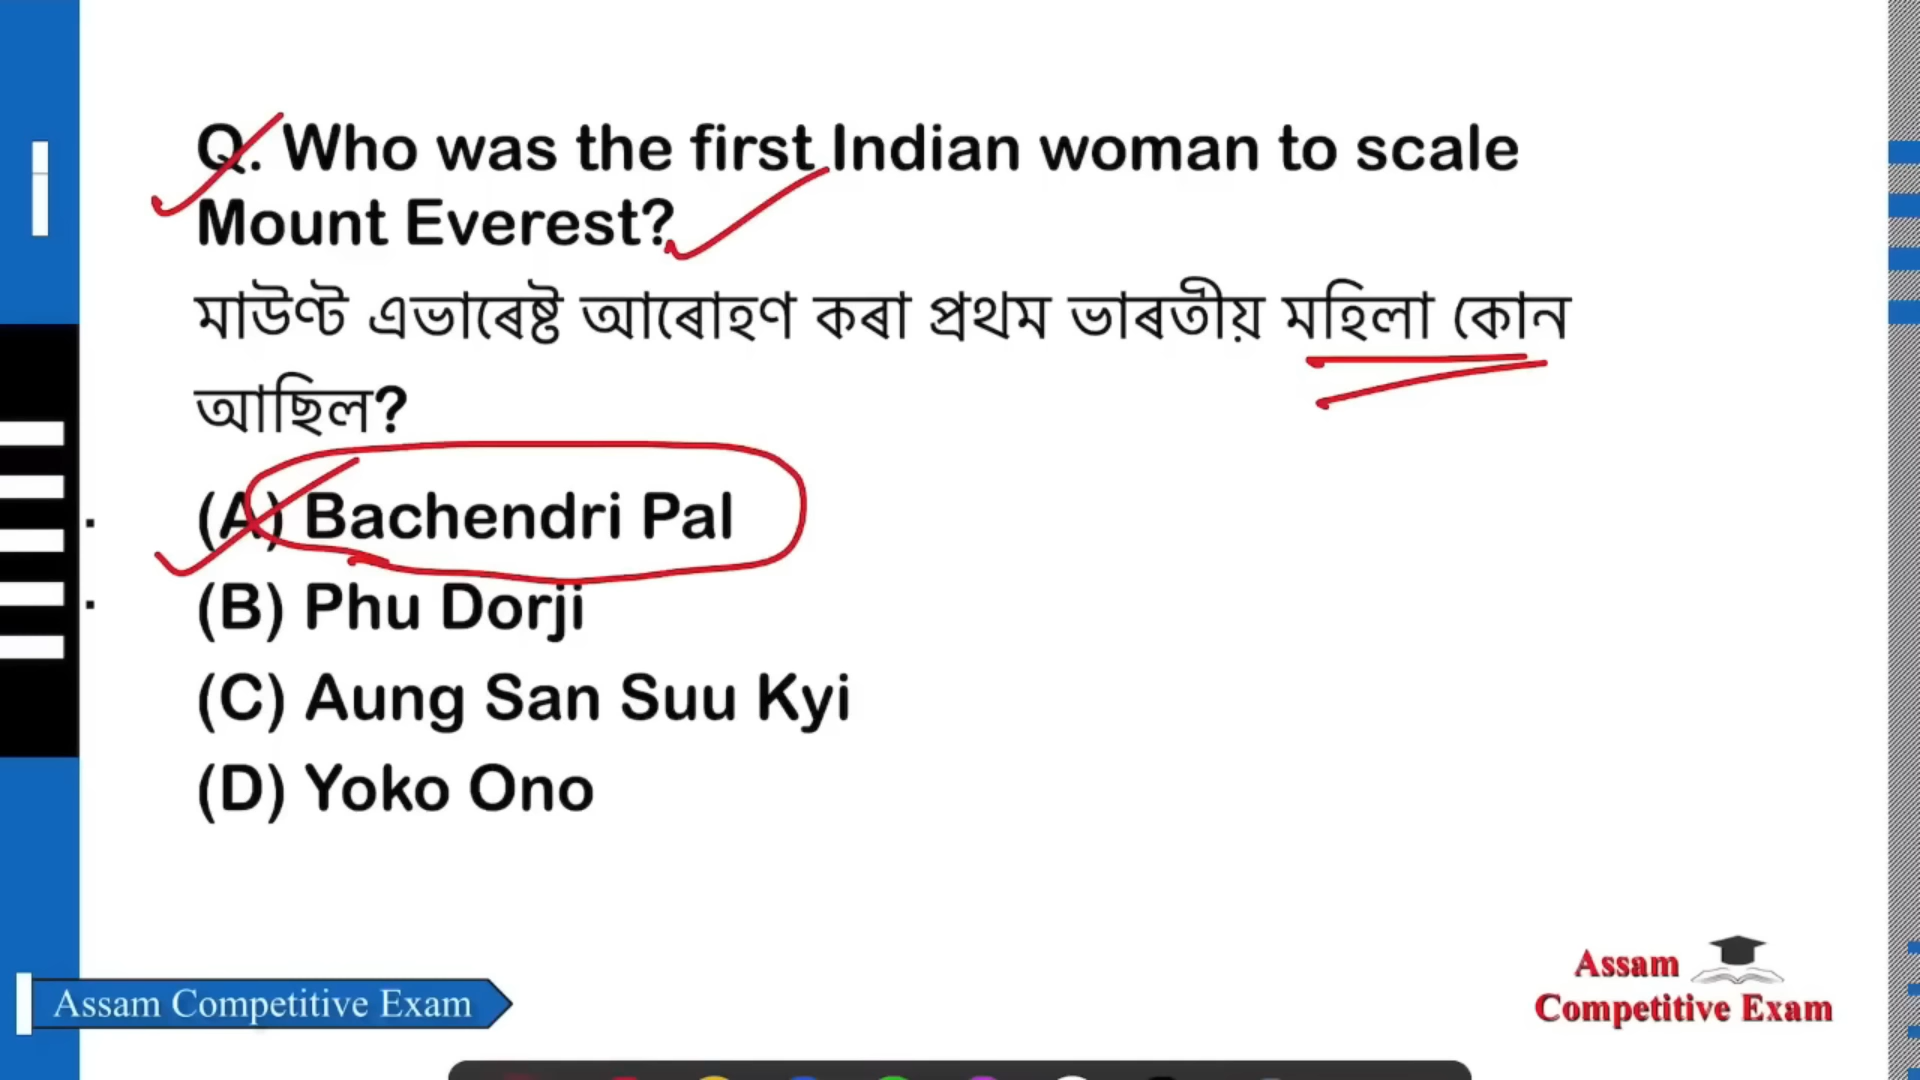 Q. Who was the first Indian woman to scale
Mount Everest?
মাউণ্ট এভাৰেষ্ট আৰোহণ কৰা প্ৰথম ভাৰতীয় মহিলা কোন
আছিল?
(A) Bachendri Pal
(B) Phu Dorji
(C) Aung San Suu Kyi
(D) Yoko Ono
Assam Competitive Exam
Assam
Competitive Exam